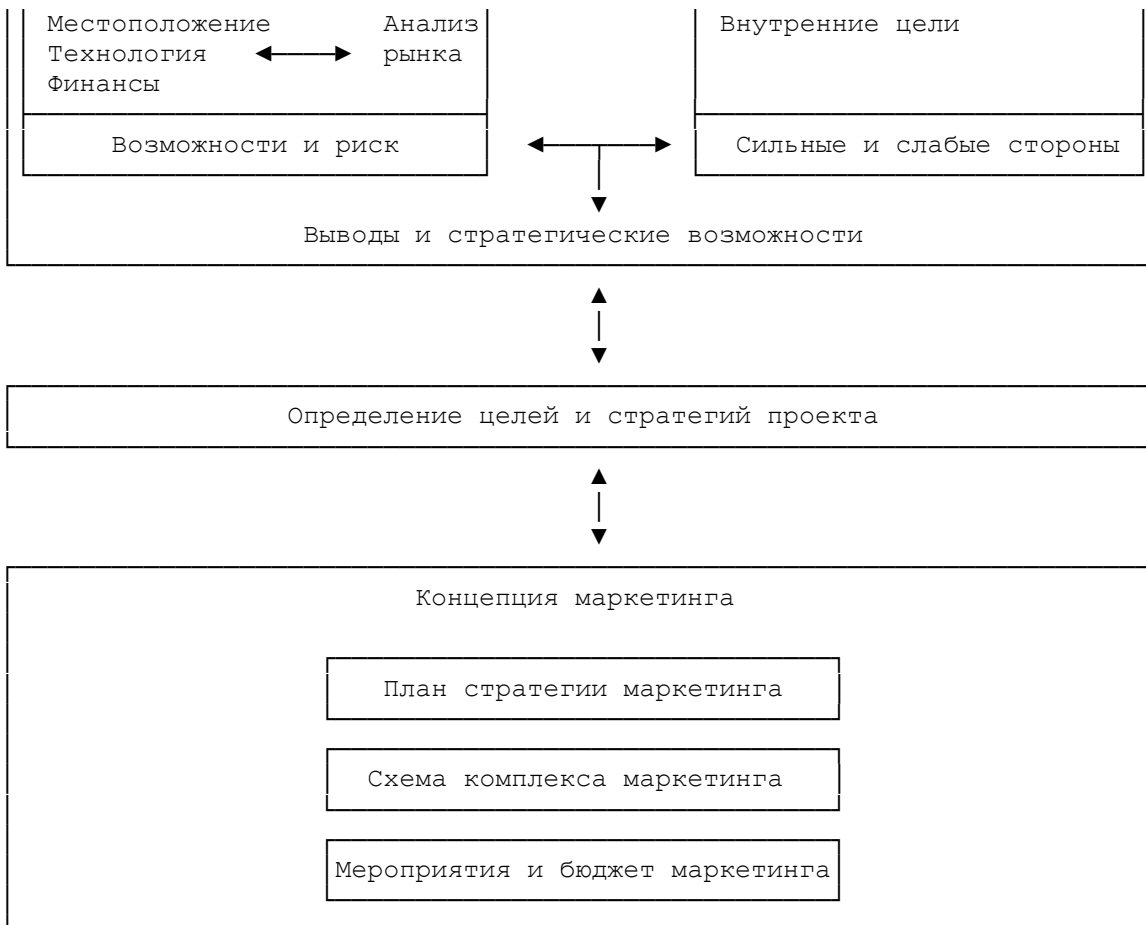 Местоположение Анализ Внутренние цели
Технология рынка
Финансы
Возможности и риск Сильные и слабые стороны
Выводы и стратегические возможности
Определение целей и стратегий проекта
Концепция маркетинга
План стратегии маркетинга
Схема комплекса маркетинга
Мероприятия и бюджет маркетинга